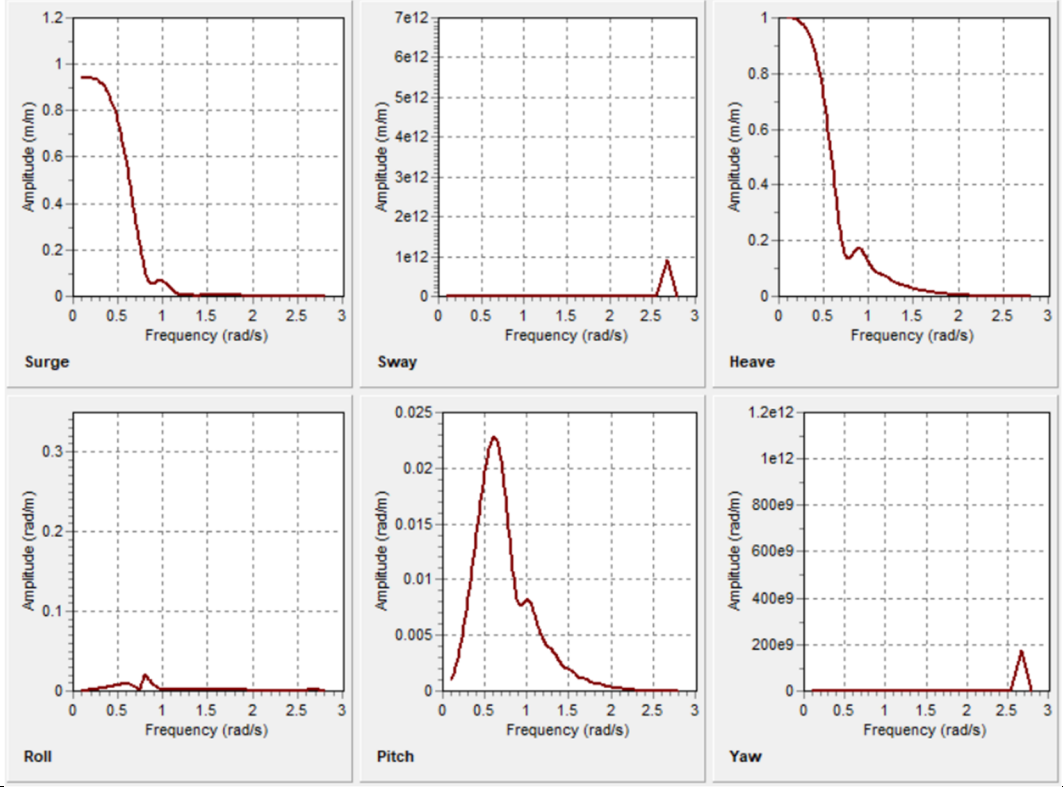 Amplitude (m/m)
1.2
1
0.8
0.6
0.4
0.2
0
0 0.5 1 1.5 2 2.5 3
Frequency (rad/s)
Surge
Amplitude (m/m)
7e12
6e12
5e12
4e12
3e12
2e12
1e12
0
0 0.5 1 1.5 2 2.5 3
Frequency (rad/s)
Sway
Amplitude (m/m)
1
0.8
0.6
0.4
0.2
0
0 0.5 1 1.5 2 2.5 3
Frequency (rad/s)
Heave
Amplitude (rad/m)
0.3
0.2
0.1
0
0 0.5 1 1.5 2 2.5 3
Frequency (rad/s)
Roll
Amplitude (rad/m)
0.025
0.02
0.015
0.01
0.005
0
0 0.5 1 1.5 2 2.5 3
Frequency (rad/s)
Pitch
Amplitude (rad/m)
1.2e12
1e12
800e9
600e9
400e9
200e9
0
0 0.5 1 1.5 2 2.5 3
Frequency (rad/s)
Yaw